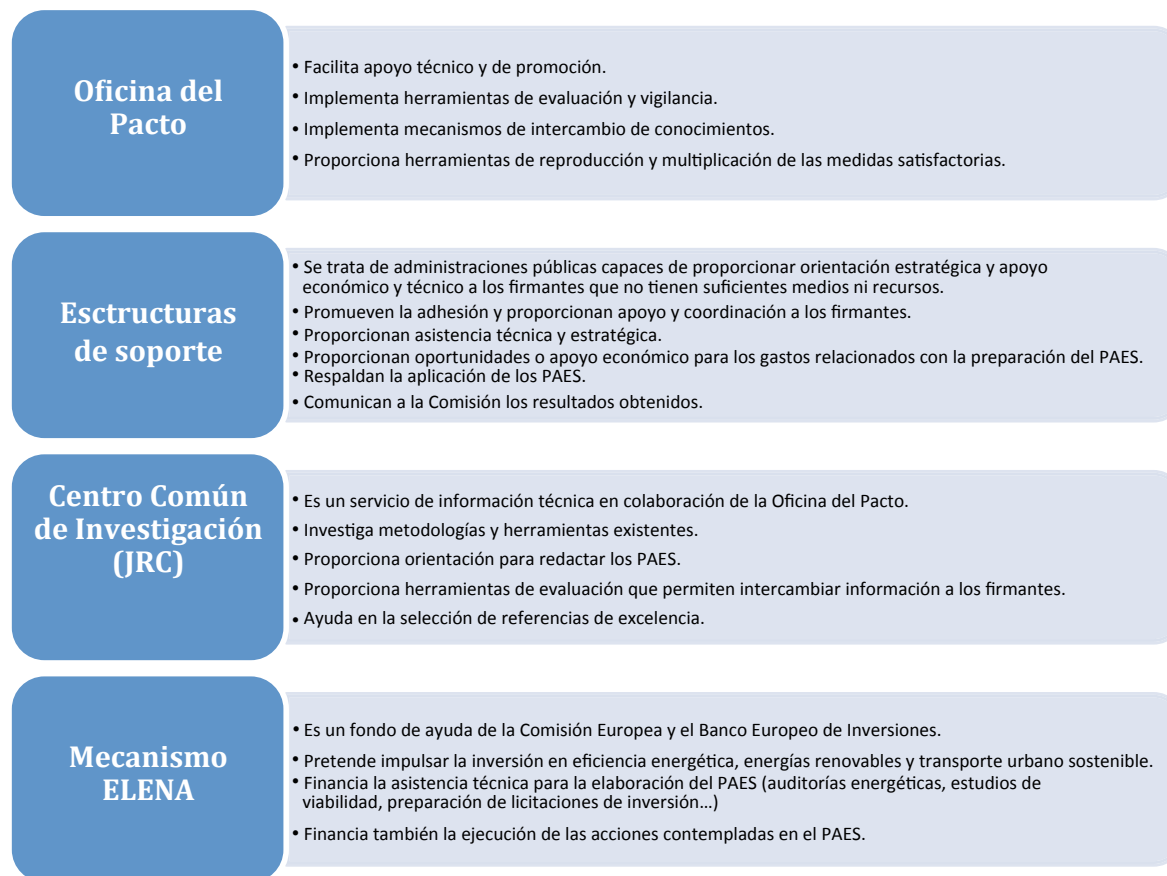 Oficina del
Pacto
• Facilita apoyo técnico y de promoción.
• Implementa herramientas de evaluación y vigilancia.
• Implementa mecanismos de intercambio de conocimientos.
• Proporciona herramientas de reproducción y multiplicación de las medidas satisfactorias.
Esctructuras
de soporte
• Se trata de administraciones públicas capaces de proporcionar orientación estratégica y apoyo
económico y técnico a los firmantes que no tienen suficientes medios ni recursos.
• Promueven la adhesión y proporcionan apoyo y coordinación a los firmantes.
• Proporcionan asistencia técnica y estratégica.
• Proporcionan oportunidades o apoyo económico para los gastos relacionados con la preparación del PAES.
• Respaldan la aplicación de los PAES.
• Comunican a la Comisión los resultados obtenidos.
Centro Común
de Investigación
(JRC)
• Es un servicio de información técnica en colaboración de la Oficina del Pacto.
• Investiga metodologías y herramientas existentes.
• Proporciona orientación para redactar los PAES.
• Proporciona herramientas de evaluación que permiten intercambiar información a los firmantes.
• Ayuda en la selección de referencias de excelencia.
Mecanismo
ELENA
• Es un fondo de ayuda de la Comisión Europea y el Banco Europeo de Inversiones.
• Pretende impulsar la inversión en eficiencia energética, energías renovables y transporte urbano sostenible.
• Financia la asistencia técnica para la elaboración del PAES (auditorías energéticas, estudios de
viabilidad, preparación de licitaciones de inversión…)
• Financia también la ejecución de las acciones contempladas en el PAES.